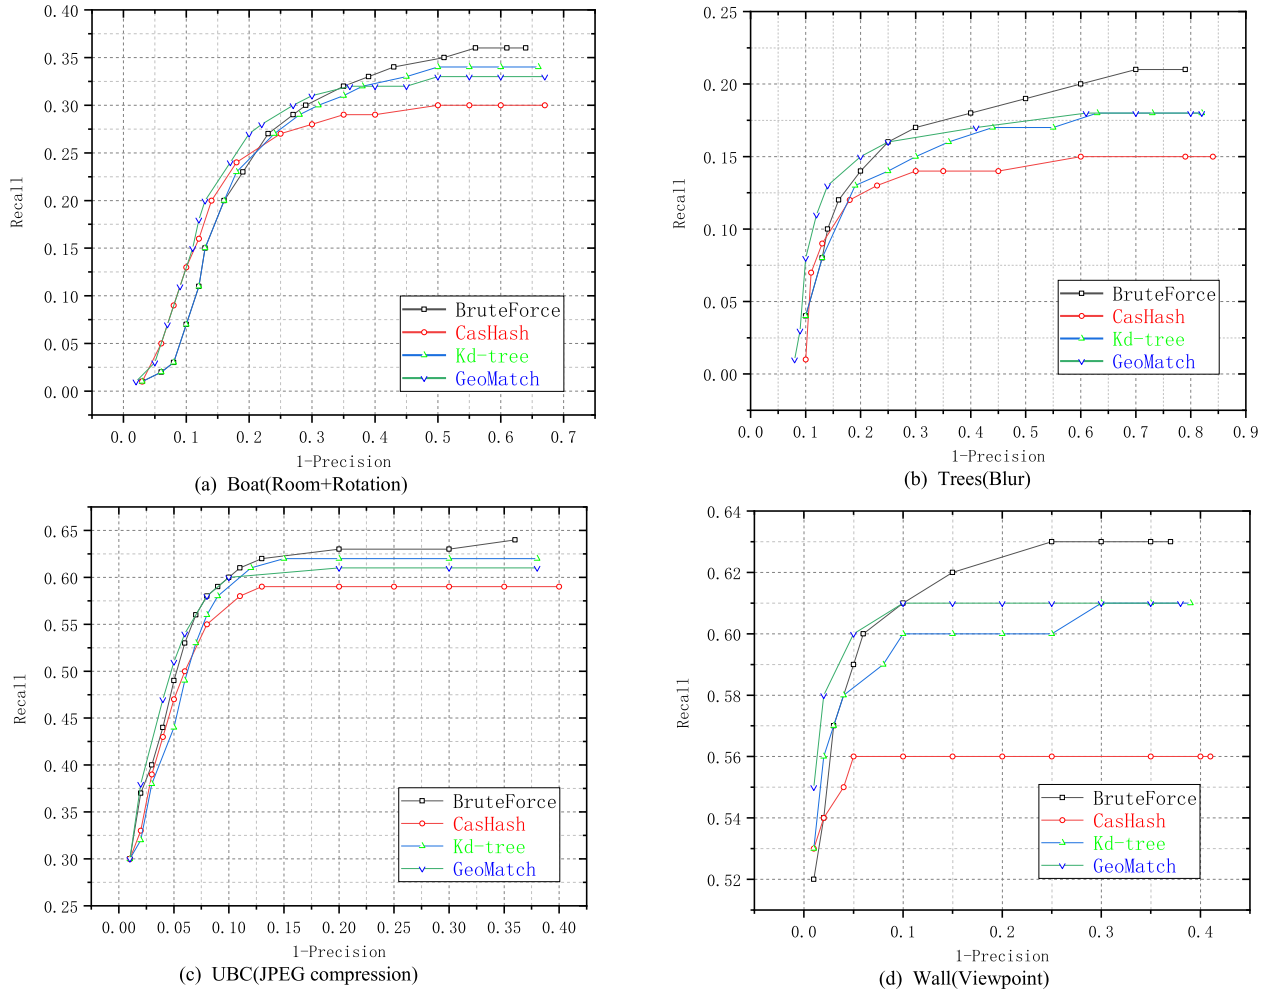 0.40
0.35
0.30
0.25
0.20
0.15
0.10
0.05
0.00
Recall
0.0 0.1 0.2 0.3 0.4 0.5 0.6 0.7
1-Precision
BruteForce
CasHash
Kd-tree
GeoMatch
(a) Boat(Room+Rotation)
0.25
0.20
0.15
0.10
0.05
0.00
Recall
0.0 0.1 0.2 0.3 0.4 0.5 0.6 0.7 0.8 0.9
1-Precision
BruteForce
CasHash
Kd-tree
GeoMatch
(b) Trees(Blur)
0.65
0.60
0.55
0.50
0.45
0.40
0.35
0.30
0.25
Recall
0.00 0.05 0.10 0.15 0.20 0.25 0.30 0.35 0.40
1-Precision
BruteForce
CasHash
Kd-tree
GeoMatch
(c) UBC(JPEG compression)
0.64
0.62
0.60
0.58
0.56
0.54
0.52
Recall
0.0 0.1 0.2 0.3 0.4
1-Precision
BruteForce
CasHash
Kd-tree
GeoMatch
(d) Wall(Viewpoint)